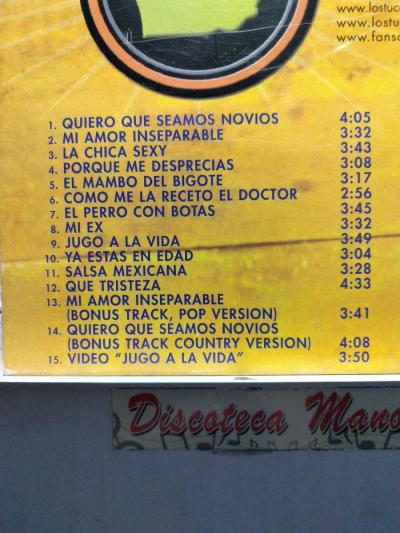 www.lostuc
www.lostu
www.fansc
1. QUIERO QUE SEAMOS NOVIOS 4:05
2. MI AMOR INSEPARABLE 3:32
3. LA CHICA SEXY 3:43
4. PORQUE ME DESPRECIAS 3:08
5. EL MAMBO DEL BIGOTE 3:17
6. COMO ME LA RECETO EL DOCTOR 2:56
7. EL PERRO CON BOTAS 3:45
8. MI EX 3:32
9. JUGO A LA VIDA 3:49
10. YA ESTAS EN EDAD 3:04
11. SALSA MEXICANA 3:28
12. QUE TRISTEZA 4:33
13. MI AMOR INSEPARABLE
(BONUS TRACK, POP VERSION) 3:41
14. QUIERO QUE SEAMOS NOVIOS
(BONUS TRACK COUNTRY VERSION) 4:08
15. VIDEO "JUGO A LA VIDA" 3:50
Discoteca Mano